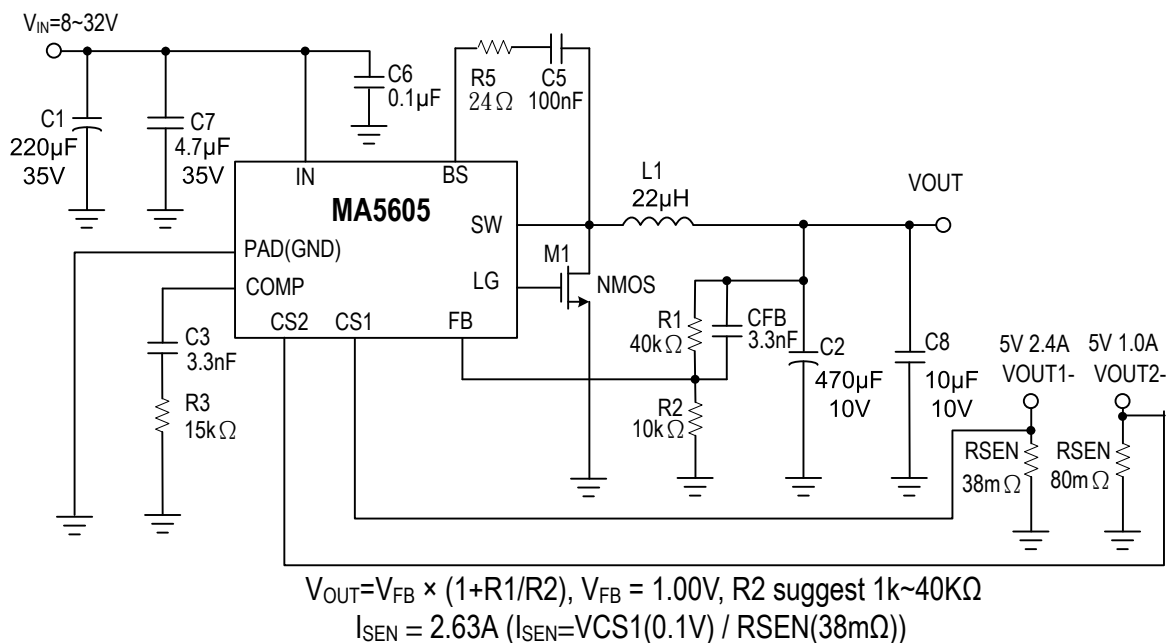 VIN=8~32V
C1
220µF
35V
C7
4.7µF
35V
C6
0.1µF
R5
24Ω
C5
100nF
IN
BS
MA5605
SW
LG
PAD(GND)
COMP
CS2
CS1
FB
L1
22µH
VOUT
M1
NMOS
C3
3.3nF
R3
15kΩ
R1
40kΩ
CFB
3.3nF
R2
10kΩ
C2
470µF
10V
C8
10µF
10V
5V 2.4A
VOUT1-
5V 1.0A
VOUT2-
RSEN
38mΩ
RSEN
80mΩ
VOUT=VFB × (1+R1/R2), VFB = 1.00V, R2 suggest 1k~40KΩ
ISEN = 2.63A (ISEN=VCS1(0.1V) / RSEN(38mΩ))